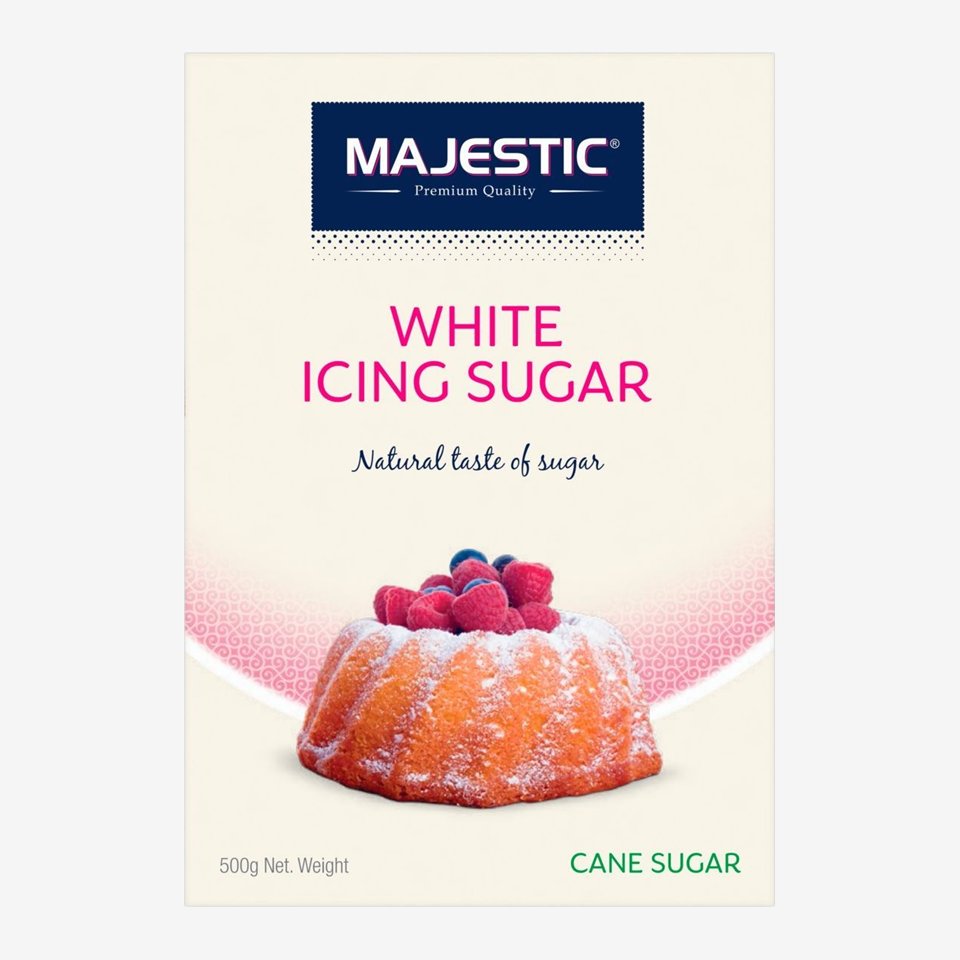 MAJESTIC®
Premium Quality
WHITE
ICING SUGAR
Natural taste of sugar
500g Net. Weight
CANE SUGAR